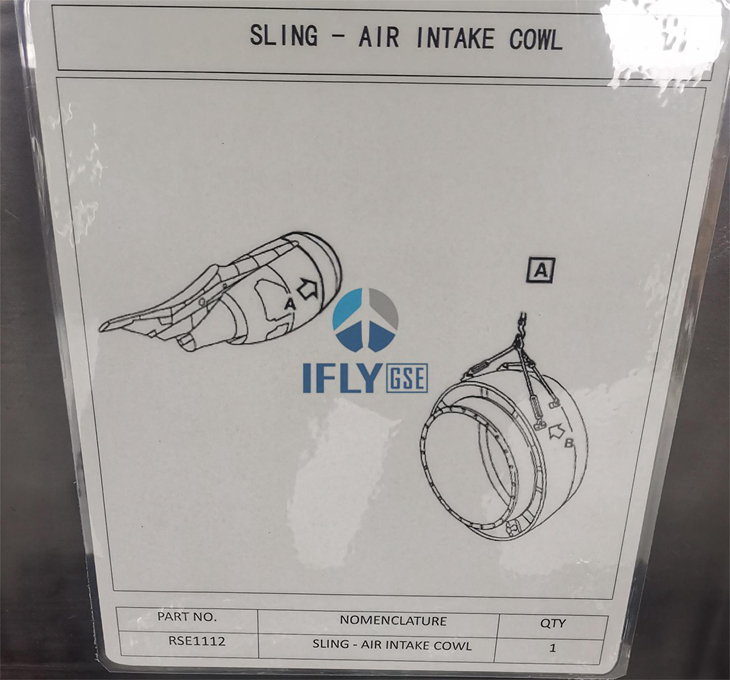 SLING - AIR INTAKE COWL
A
A
IFLY GSE
B
PART NO. NOMENCLATURE QTY
RSE1112 SLING - AIR INTAKE COWL 1